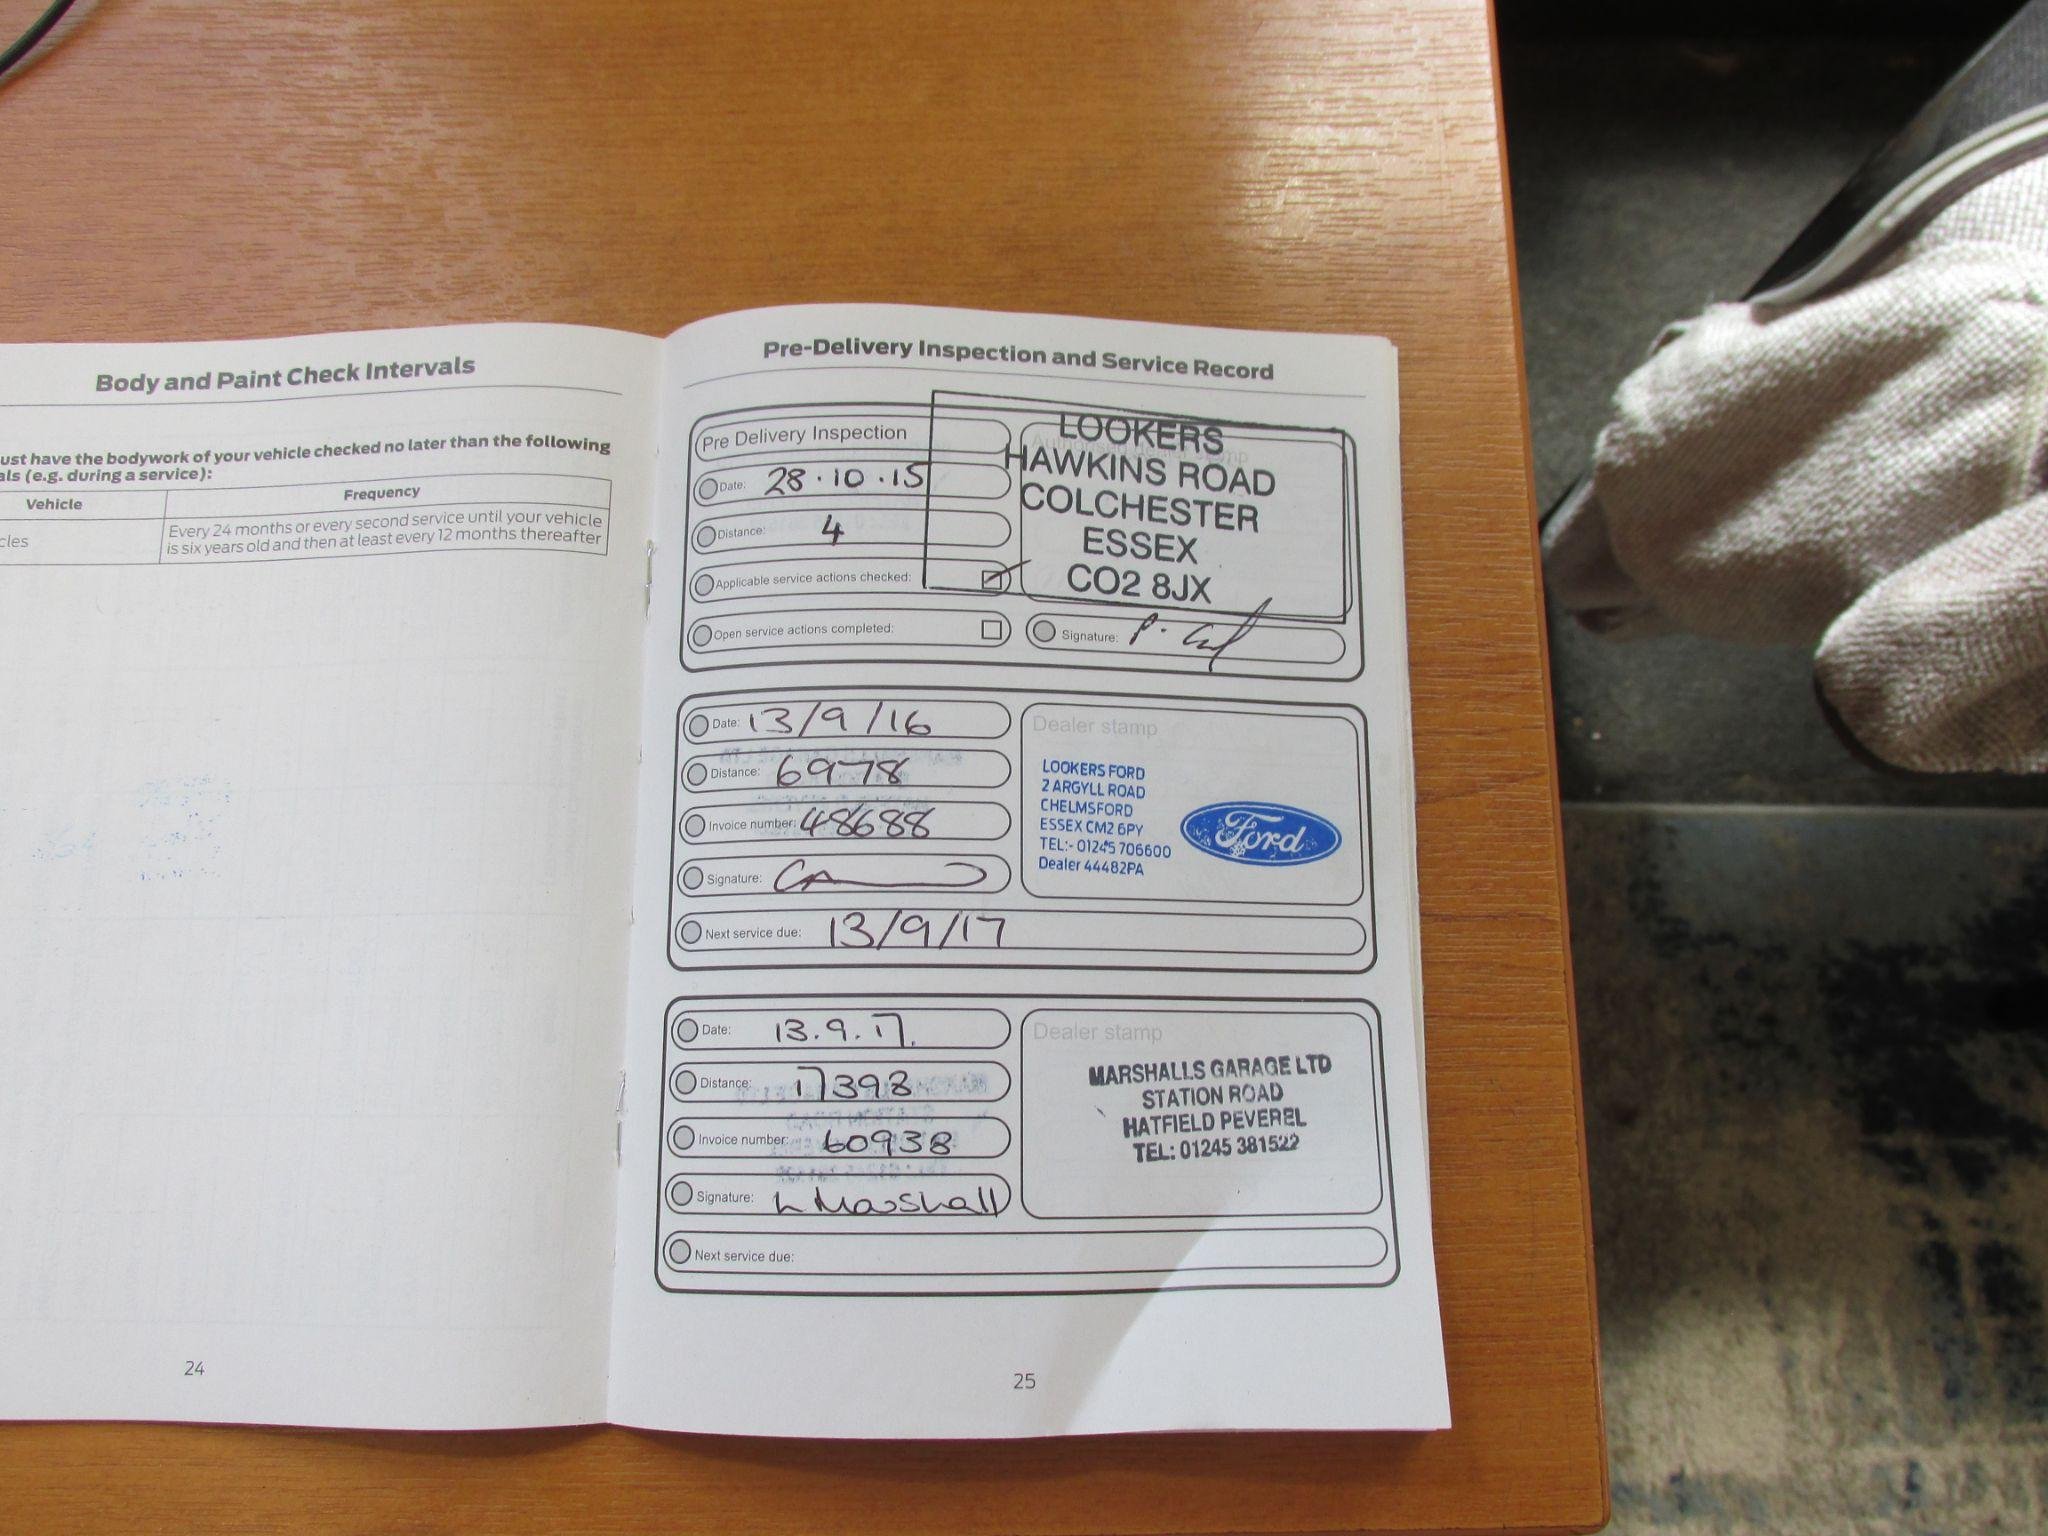 Body and Paint Check Intervals
ust have the bodywork of your vehicle checked no later than the following
als (e.g. during a service):
Vehicle Frequency
cles Every 24 months or every second service until your vehicle
is six years old and then at least every 12 months thereafter
24
Pre-Delivery Inspection and Service Record
Pre Delivery Inspection
Date: 28.10.15
Distance: 4
Applicable service actions checked:
Open service actions completed:
Authorised dealer stamp
LOOKERS
HAWKINS ROAD
COLCHESTER
ESSEX
CO2 8JX
Signature:
Date: 13/9/16
Distance: 6978
Invoice number: 48688
Signature:
Next service due: 13/9/17
Dealer stamp
LOOKERS FORD
2 ARGYLL ROAD
CHELMSFORD
ESSEX CM2 6PY
TEL:- 01245 706600
Dealer 44482PA
Ford
Date: 13.9.17.
Distance: 17398
Invoice number: 60938
Signature: L Marshall
Next service due:
Dealer stamp
MARSHALLS GARAGE LTD
STATION ROAD
HATFIELD PEVEREL
TEL: 01245 381522
25